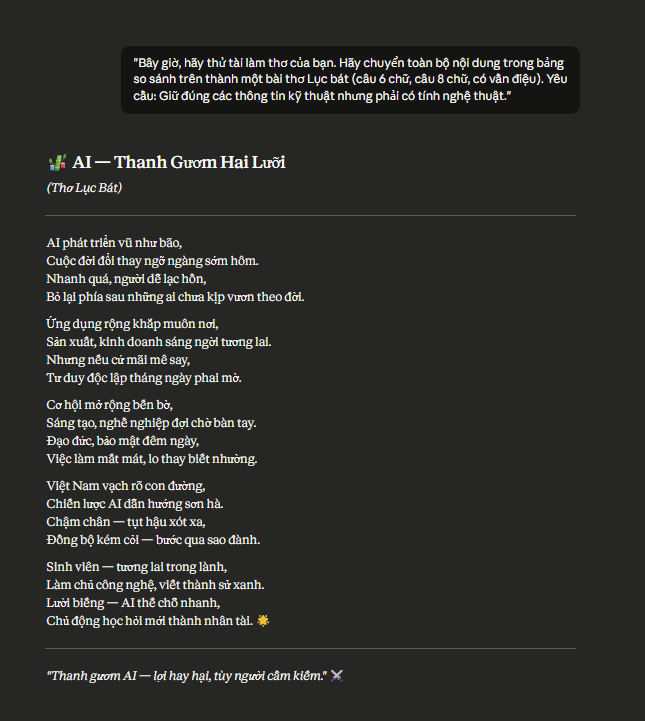 "Bây giờ, hãy thử tài làm thơ của bạn. Hãy chuyển toàn bộ nội dung trong bảng
so sánh trên thành một bài thơ Lục bát (câu 6 chữ, câu 8 chữ, có vần điệu). Yêu
cầu: Giữ đúng các thông tin kỹ thuật nhưng phải có tính nghệ thuật."
AI — Thanh Gươm Hai Lưỡi
(Thơ Lục Bát)
AI phát triển vũ như bão,
Cuộc đời đổi thay ngỡ ngàng sớm hôm.
Nhanh quá, người dễ lạc hồn,
Bỏ lại phía sau những ai chưa kịp vươn theo đời.
Ứng dụng rộng khắp muôn nơi,
Sản xuất, kinh doanh sáng ngời tương lai.
Nhưng nếu cứ mãi mê say,
Tư duy độc lập tháng ngày phai mờ.
Cơ hội mở rộng bến bờ,
Sáng tạo, nghề nghiệp đợi chờ bàn tay.
Đạo đức, bảo mật đêm ngày,
Việc làm mất mát, lo thay biết nhường.
Việt Nam vạch rõ con đường,
Chiến lược AI dẫn hướng sơn hà.
Chậm chân — tụt hậu xót xa,
Đồng bộ kém cỏi — bước qua sao đành.
Sinh viên — tương lai trong lành,
Làm chủ công nghệ, viết thành sử xanh.
Lười biếng — AI thế chỗ nhanh,
Chủ động học hỏi mới thành nhân tài.
"Thanh gươm AI — lợi hay hại, tùy người cầm kiếm."